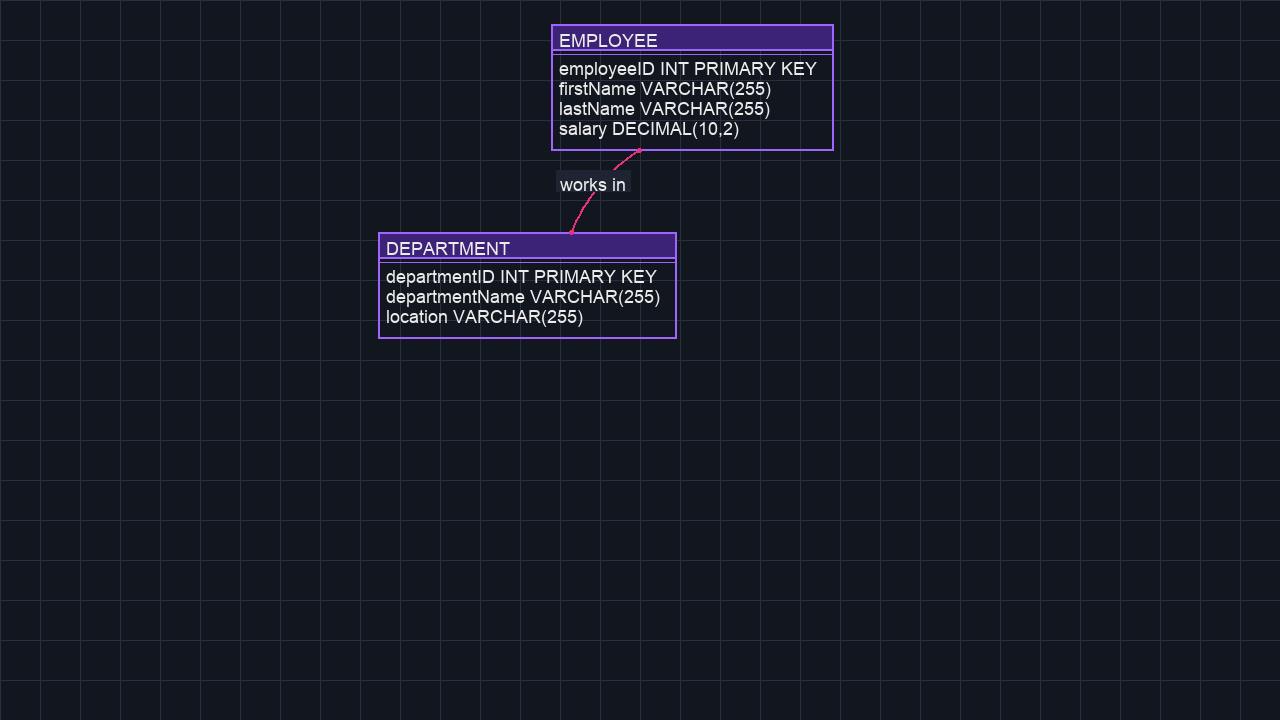 EMPLOYEE
employeeID INT PRIMARY KEY
firstName VARCHAR(255)
lastName VARCHAR(255)
salary DECIMAL(10,2)
works in
DEPARTMENT
departmentID INT PRIMARY KEY
departmentName VARCHAR(255)
location VARCHAR(255)